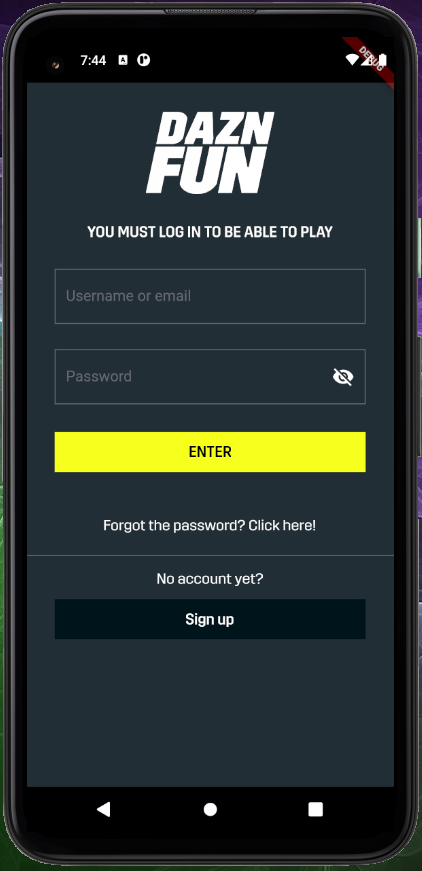 7:44
A
DEBUG
DAZN
FUN
YOU MUST LOG IN TO BE ABLE TO PLAY
Username or email
Password
ENTER
Forgot the password? Click here!
No account yet?
Sign up